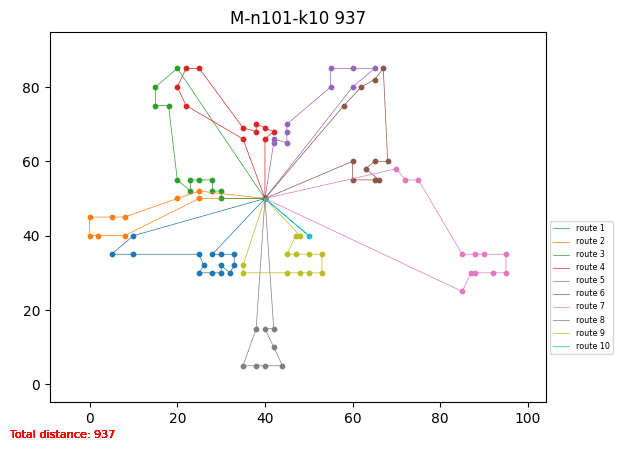 M-n101-k10 937
80
60
40
20
0
0
20
40
60
80
100
route 1
route 2
route 3
route 4
route 5
route 6
route 7
route 8
route 9
route 10
Total distance: 937